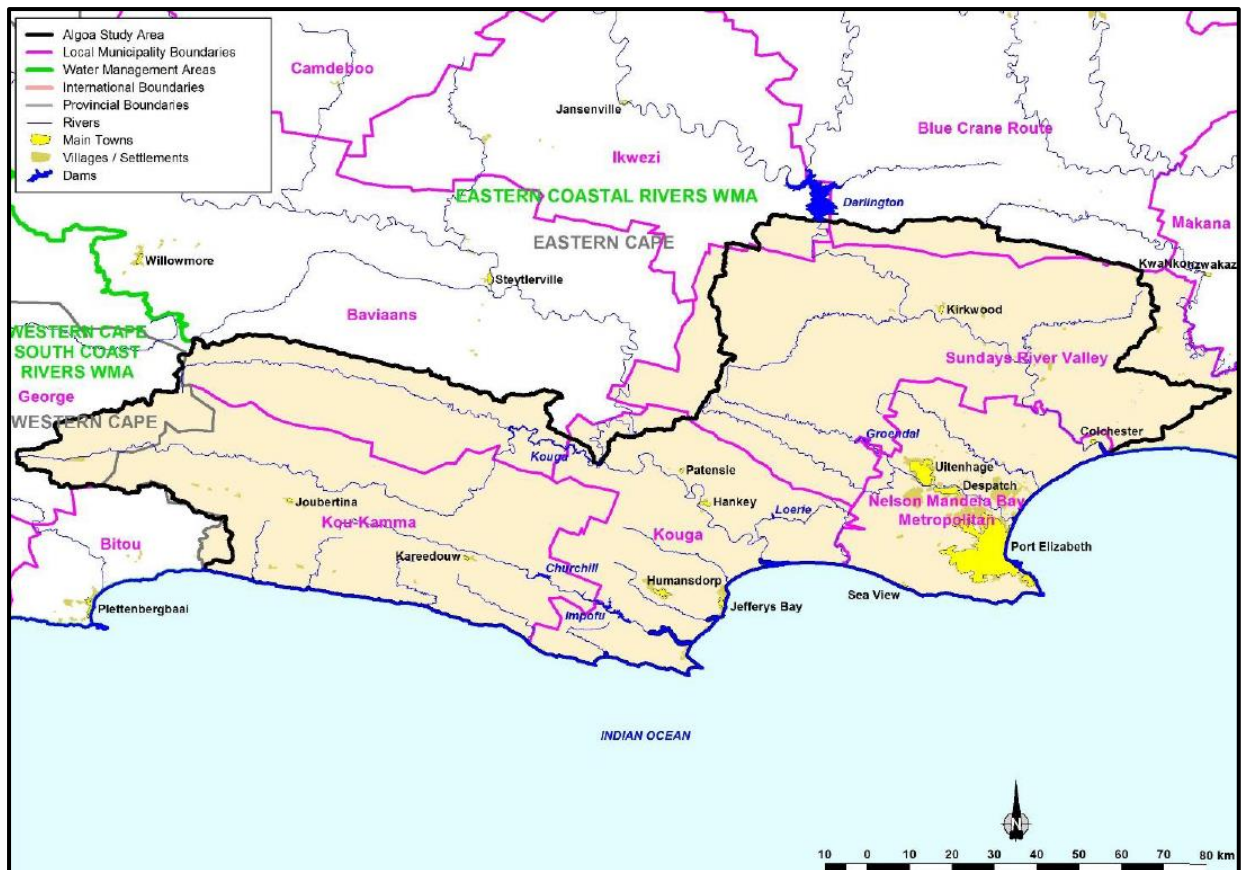 Algoa Study Area
Local Municipality Boundaries
Water Management Areas
International Boundaries
Provincial Boundaries
Rivers
Main Towns
Villages / Settlements
Dams
Camdeboo
Jansenville
Blue Crane Route
Ikwezi
EASTERN COASTAL RIVERS WMA
Darlington
Makana
EASTERN CAPE
Willowmore
Steytlerville
Kirkwood
Baviaans
WESTERN CAPE
SOUTH COAST
RIVERS WMA
Sundays River Valley
George
WESTERN CAPE
Groendal
Colchester
Kouga
Patensie
Uitenhage
Despatch
Joubertina
Hankey
Nelson Mandela Bay
Metropolitan
Kou-Kamma
Loerie
Kouga
Bitou
Kareedouw
Port Elizabeth
Churchill
Humansdorp
Sea View
Plettenbergbaai
Impofu
Jefferys Bay
INDIAN OCEAN
N
10 0 10 20 30 40 50 60 70 80 km